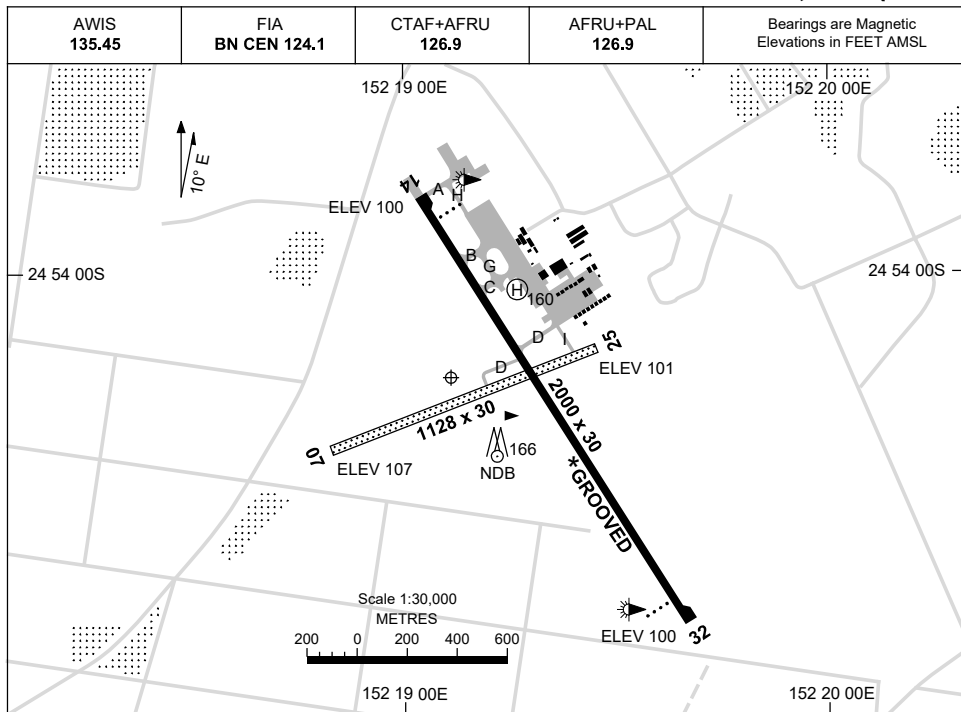 AWIS
135.45
FIA
BN CEN 124.1
CTAF+AFRU
126.9
AFRU+PAL
126.9
Bearings are Magnetic
Elevations in FEET AMSL
152 19 00E
152 20 00E
10° E
14
A
H
ELEV 100
B
G
24 54 00S
24 54 00S
C
H
160
D
I
25
D
ELEV 101
2000 x 30
1128 x 30
*GROOVED
166
NDB
07
ELEV 107
Scale 1:30,000
METRES
200 0 200 400 600
ELEV 100
32
152 19 00E
152 20 00E